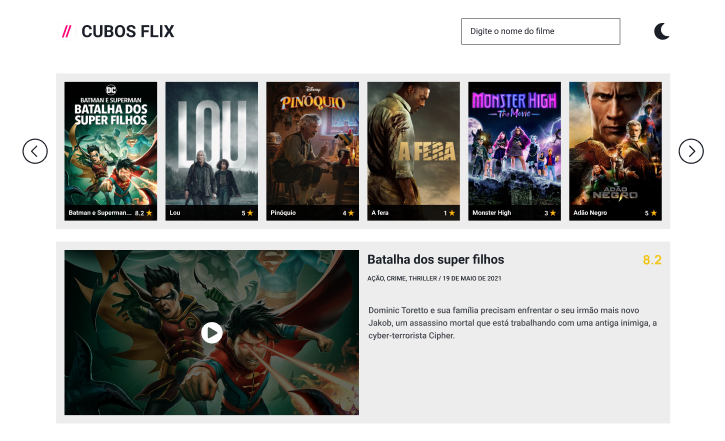 // CUBOS FLIX
Digite o nome do filme
DC
BATMAN E SUPERMAN
BATALHA DOS
SUPER FILHOS
LOU
Disney
PINÓQUIO
A FERA
MONSTER HIGH
The Movie
ADÃO
NEGRO
Batman e Superman... 8.2 ★
Lou 5 ★
Pinóquio 4 ★
A fera 1 ★
Monster High 3 ★
Adão Negro 5 ★
Batalha dos super filhos 8.2
AÇÃO, CRIME, THRILLER / 19 DE MAIO DE 2021
Dominic Toretto e sua família precisam enfrentar o seu irmão mais novo
Jakob, um assassino mortal que está trabalhando com uma antiga inimiga, a
cyber-terrorista Cipher.